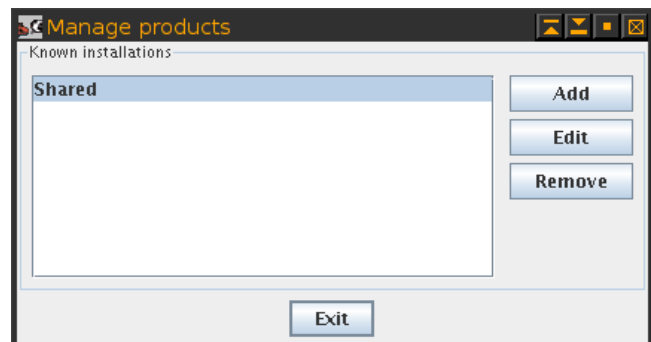 Manage products
Known installations
Shared
Add
Edit
Remove
Exit